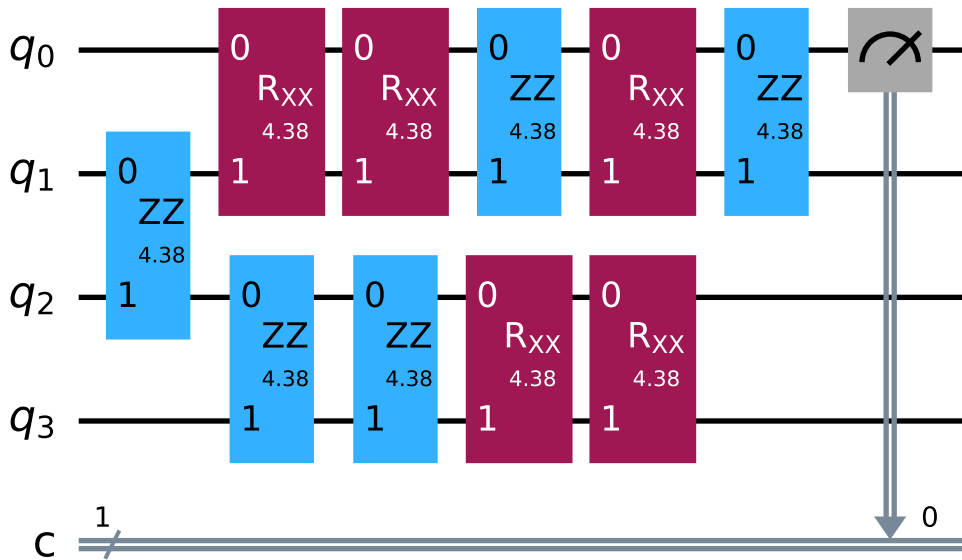 q0 0 0 0 0 0
RXX RXX ZZ RXX ZZ
4.38 4.38 4.38 4.38 4.38
q1 0 1 1 1 1 1
ZZ
4.38
q2 1 0 0 0 0
ZZ ZZ RXX RXX
4.38 4.38 4.38 4.38
q3 1 1 1 1
1 0
c